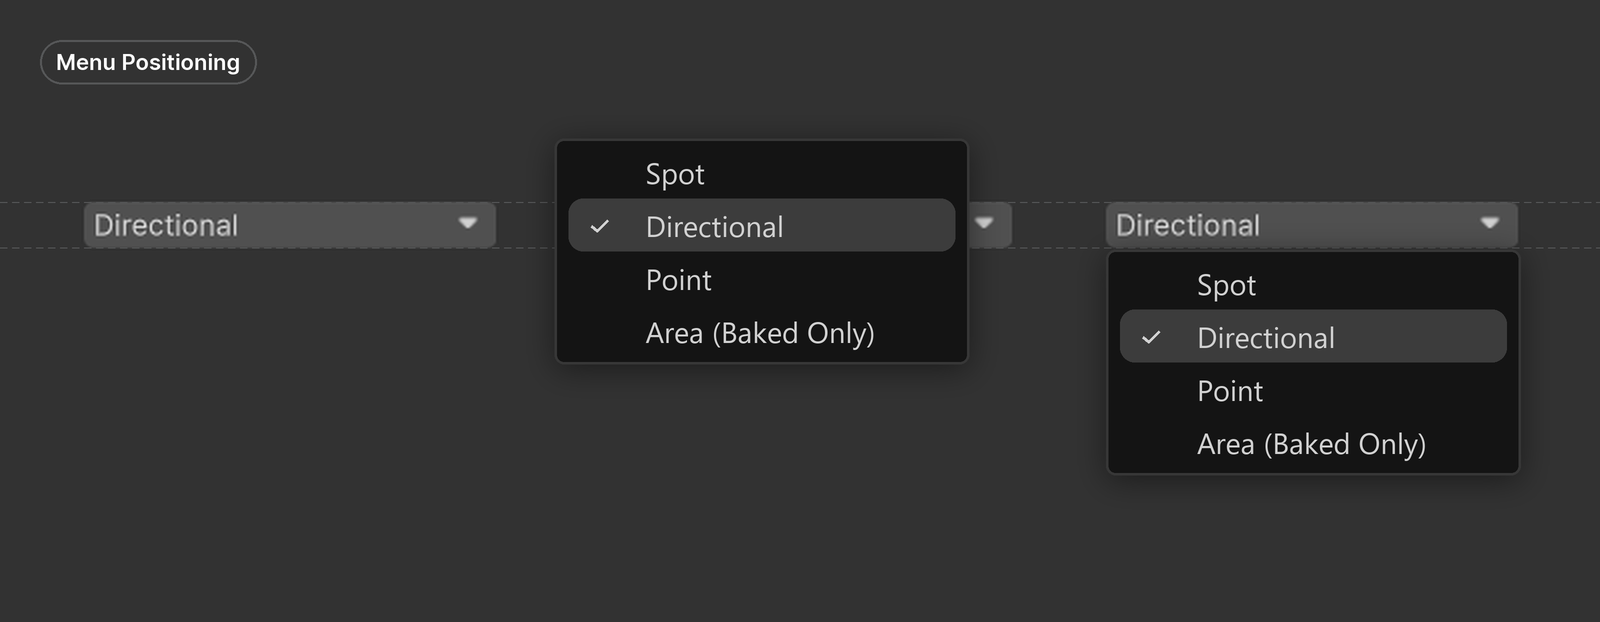 Menu Positioning
Directional
Spot
Directional
Point
Area (Baked Only)
Directional
Spot
Directional
Point
Area (Baked Only)